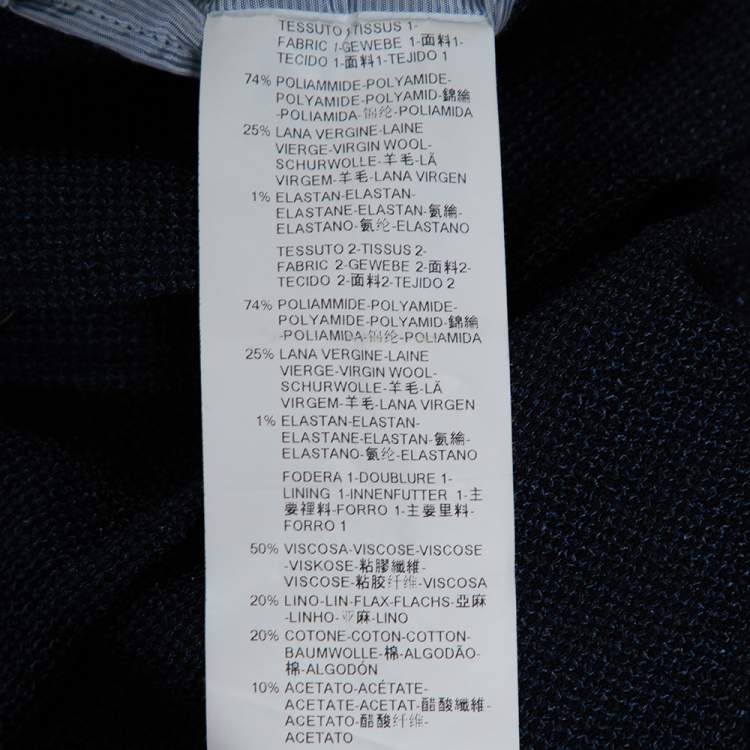 TESSUTO 1-TISSUS 1-
FABRIC 1-GEWEBE 1-面料1-
TECIDO 1-面料1-TEJIDO 1
74% POLIAMMIDE-POLYAMIDE-
POLYAMIDE-POLYAMID-錦綸
-POLIAMIDA-锦纶-POLIAMIDA
25% LANA VERGINE-LAINE
VIERGE-VIRGIN WOOL-
SCHURWOLLE-羊毛-LÃ
VIRGEM-羊毛-LANA VIRGEN
1% ELASTAN-ELASTAN-
ELASTANE-ELASTAN-氨綸-
ELASTANO-氨纶-ELASTANO
TESSUTO 2-TISSUS 2-
FABRIC 2-GEWEBE 2-面料2-
TECIDO 2-面料2-TEJIDO 2
74% POLIAMMIDE-POLYAMIDE-
POLYAMIDE-POLYAMID-錦綸
-POLIAMIDA-锦纶-POLIAMIDA
25% LANA VERGINE-LAINE
VIERGE-VIRGIN WOOL-
SCHURWOLLE-羊毛-LÃ
VIRGEM-羊毛-LANA VIRGEN
1% ELASTAN-ELASTAN-
ELASTANE-ELASTAN-氨綸-
ELASTANO-氨纶-ELASTANO
FODERA 1-DOUBLURE 1-
LINING 1-INNENFUTTER 1-主
要裡料-FORRO 1-主要里料-
FORRO 1
50% VISCOSA-VISCOSE-VISCOSE
-VISKOSE-粘膠纖維-
VISCOSE-粘胶纤维-VISCOSA
20% LINO-LIN-FLAX-FLACHS-亞麻
-LINHO-亚麻-LINO
20% COTONE-COTON-COTTON-
BAUMWOLLE-棉-ALGODÃO-
棉-ALGODÓN
10% ACETATO-ACÉTATE-
ACETATE-ACETAT-醋酸纖維-
ACETATO-醋酸纤维-
ACETATO